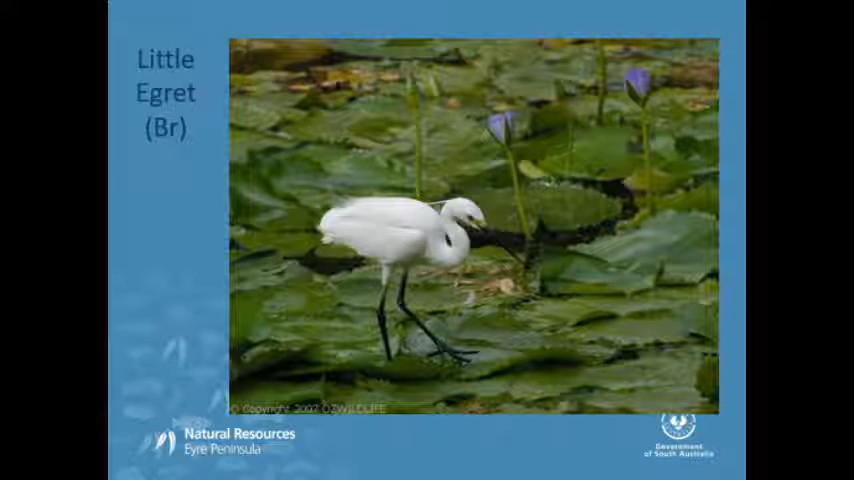 Little
Egret
(Br)
© Copyright 2007 OZWILDLIFE
Natural Resources
Eyre Peninsula
Government
of South Australia